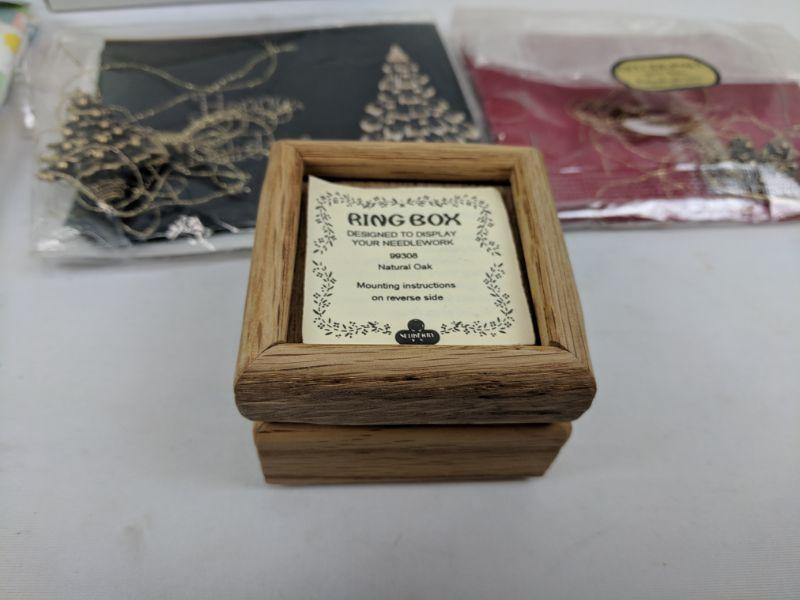 RING BOX
DESIGNED TO DISPLAY
YOUR NEEDLEWORK
99308
Natural Oak
Mounting instructions
on reverse side